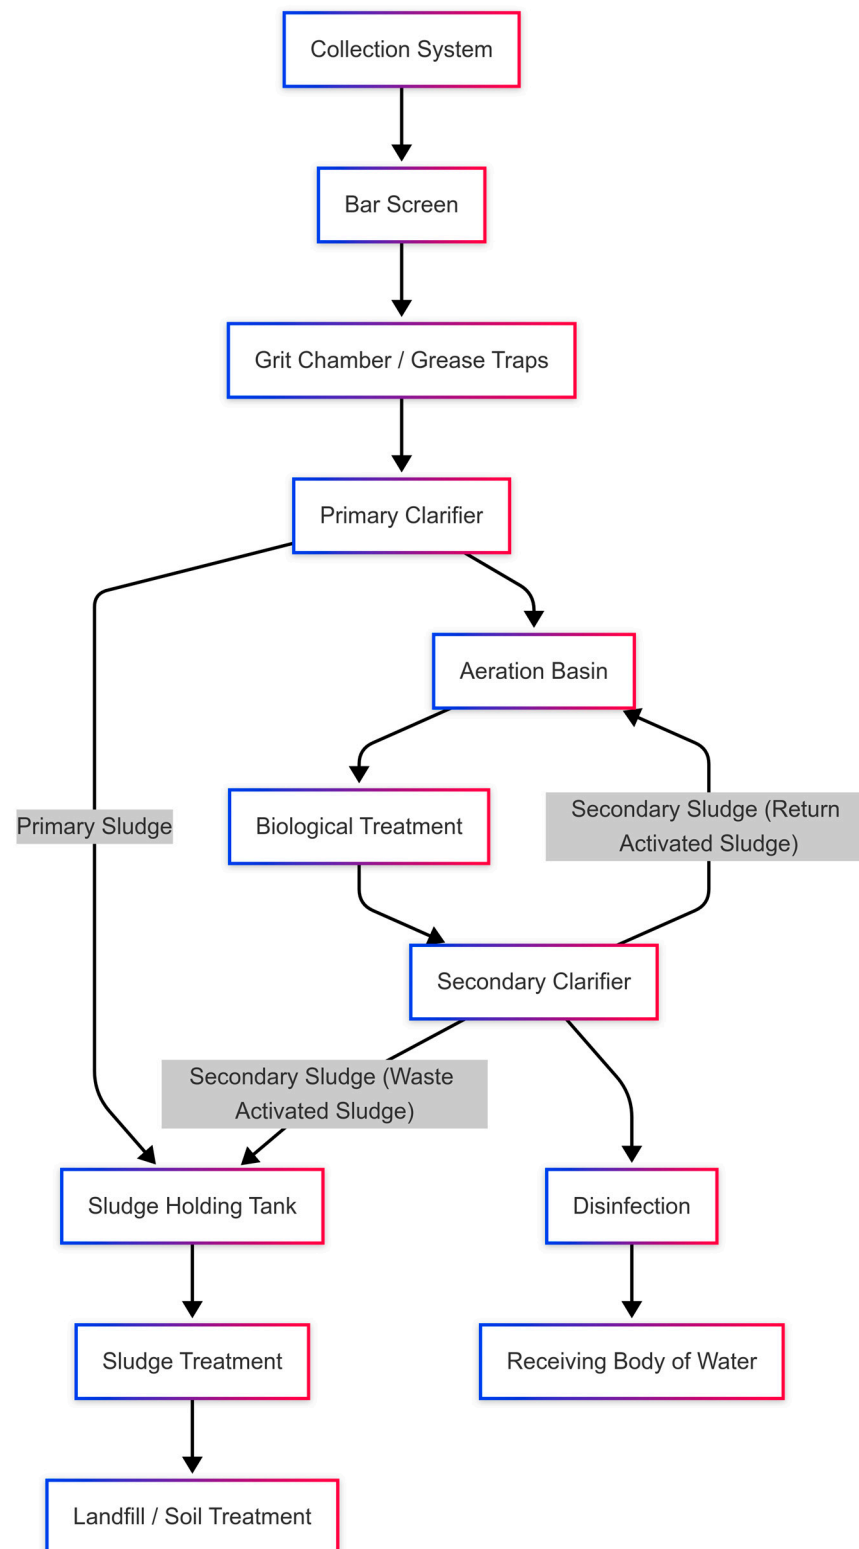 Collection System
Bar Screen
Grit Chamber / Grease Traps
Primary Clarifier
Aeration Basin
Primary Sludge
Biological Treatment
Secondary Sludge (Return
Activated Sludge)
Secondary Clarifier
Secondary Sludge (Waste
Activated Sludge)
Sludge Holding Tank
Disinfection
Sludge Treatment
Receiving Body of Water
Landfill / Soil Treatment